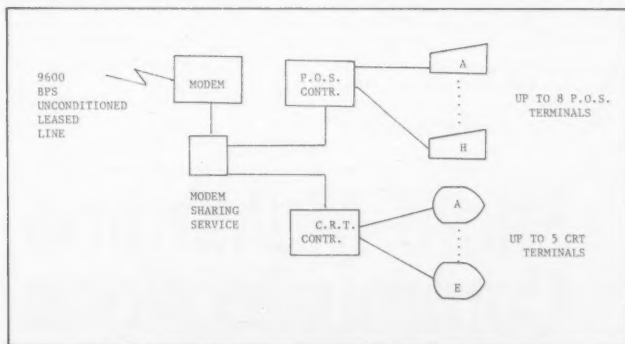 9600
BPS
UNCONDITIONED
LEASED
LINE
MODEM
MODEM
SHARING
SERVICE
P.O.S.
CONTR.
C.R.T.
CONTR.
A
H
UP TO 8 P.O.S.
TERMINALS
A
E
UP TO 5 CRT
TERMINALS